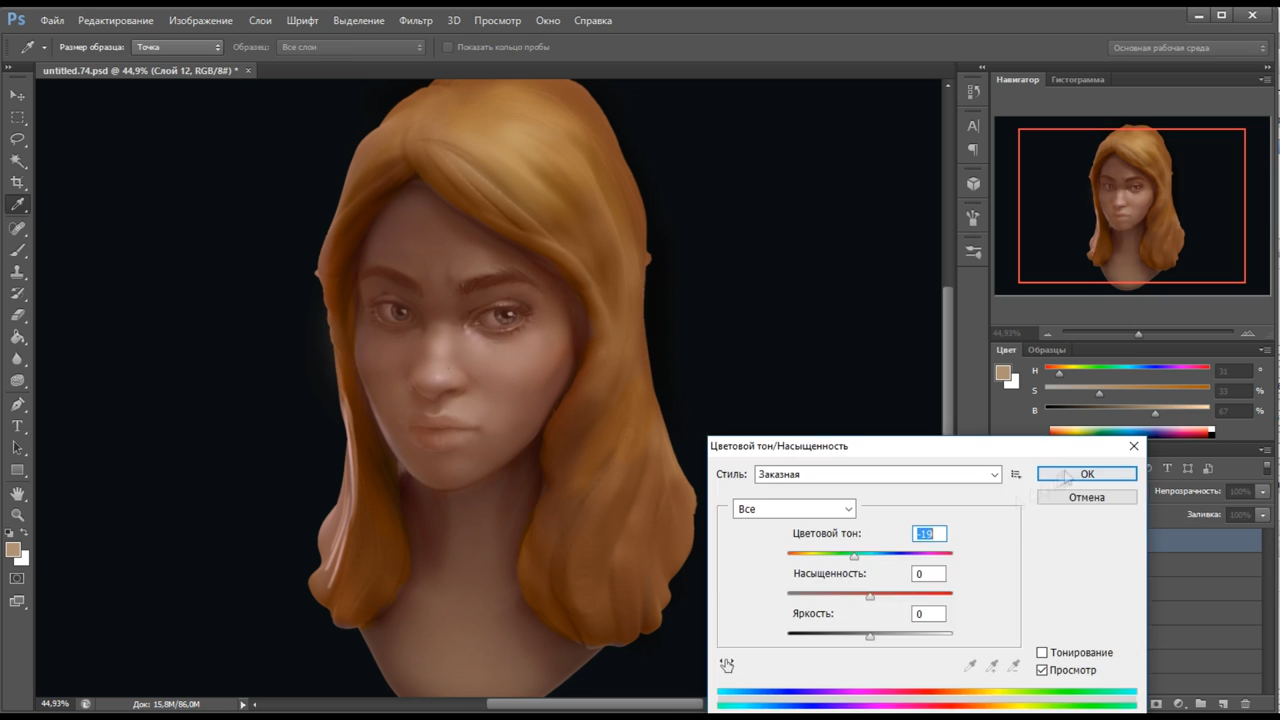 Ps Файл Редактирование Изображение Слои Шрифт Выделение Фильтр 3D Просмотр Окно Справка
Размер образца: Точка Образец: Все слои Показать кольцо пробы Основная рабочая среда
untitled.74.psd @ 44,9% (Слой 12, RGB/8#) * ×
Навигатор Гистограмма
44,93%
Цвет Образцы
H 31 °
S 33 %
B 67 %
Цветовой тон/Насыщенность
Стиль: Заказная OK
Отмена
Все
Цветовой тон: -19
Насыщенность: 0
Яркость: 0
Тонирование
Просмотр
Непрозрачность: 100%
Заливка: 100%
44,93% Док: 15,8M/86,0M